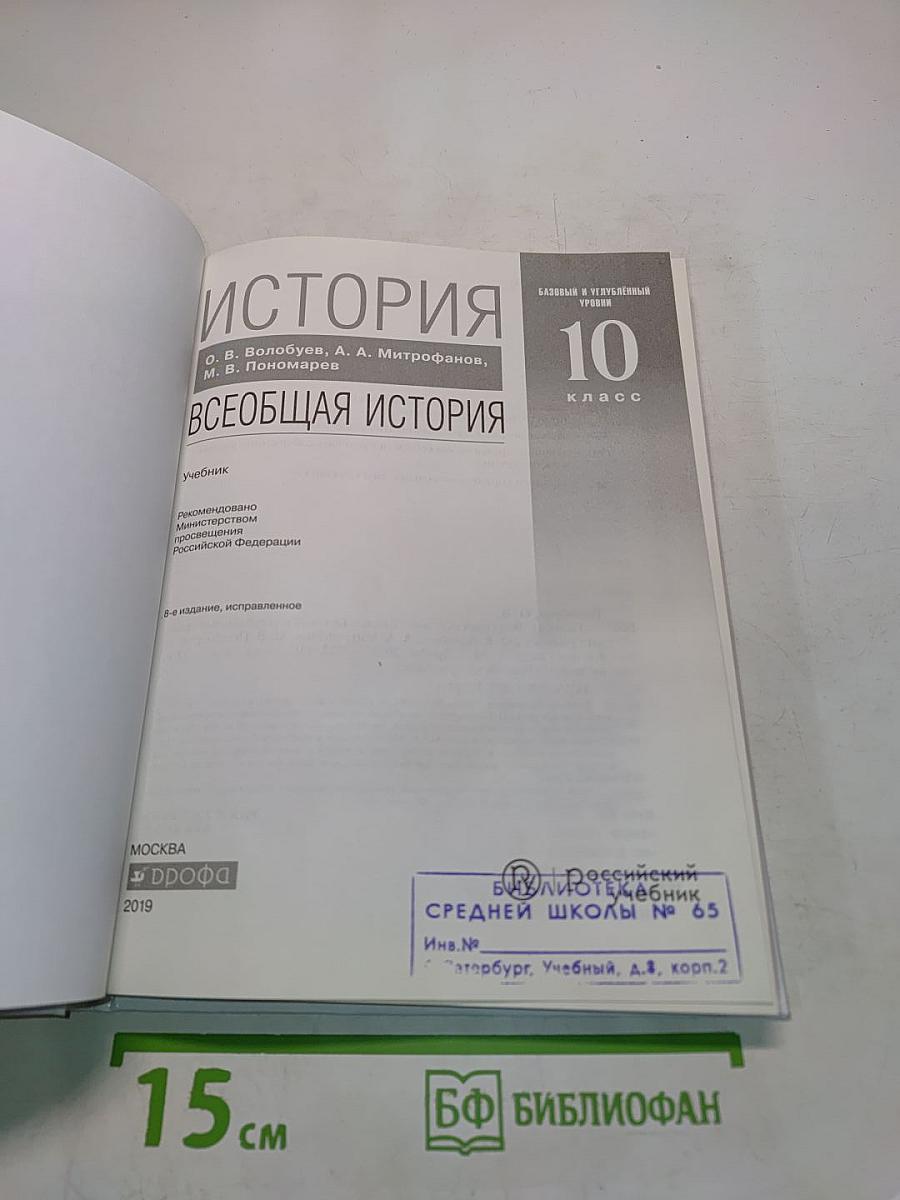 ИСТОРИЯ
О. В. Волобуев, А. А. Митрофанов,
М. В. Пономарев
ВСЕОБЩАЯ ИСТОРИЯ
БАЗОВЫЙ И УГЛУБЛЁННЫЙ
УРОВНИ
10
класс
Учебник
Рекомендовано
Министерством
просвещения
Российской Федерации
8-е издание, исправленное
МОСКВА
дрофа
2019
российский
учебник
БИБЛИОТЕКА
СРЕДНЕЙ ШКОЛЫ № 65
Инв.№
Петербург, Учебный, д.8, корп.2
15 см
БФ БИБЛИОФАН